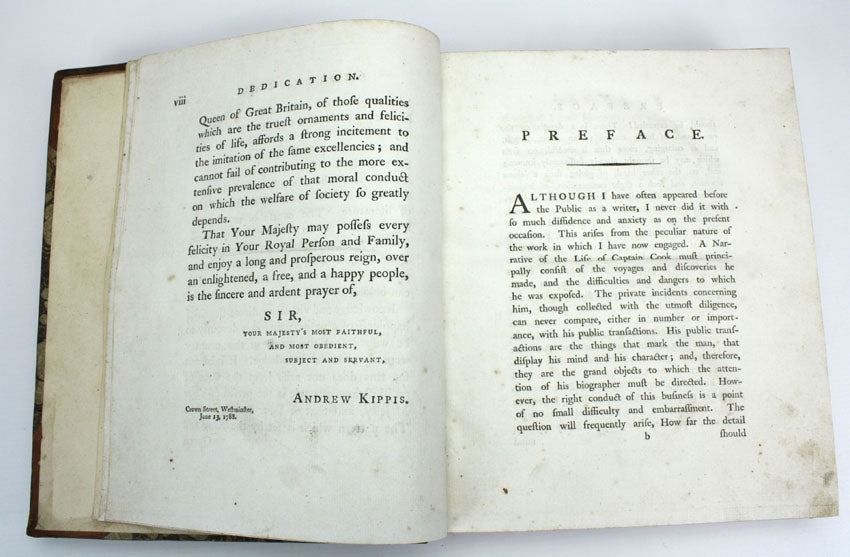 DEDICATION.
viii
Queen of Great Britain, of thoſe qualities
which are the trueſt ornaments and felici-
ties of life, affords a ſtrong incitement to
the imitation of the ſame excellencies; and
cannot fail of contributing to the more ex-
tenſive prevalence of that moral conduct
on which the welfare of ſociety ſo greatly
depends.
That Your Majeſty may poſſeſs every
felicity in Your Royal Perſon and Family,
and enjoy a long and proſperous reign, over
an enlightened, a free, and a happy people,
is the ſincere and ardent prayer of,
SIR,
YOUR MAJESTY'S MOST FAITHFUL,
AND MOST OBEDIENT,
SUBJECT AND SERVANT,
ANDREW KIPPIS.
Crown Street, Weſtminſter,
June 13, 1788.
PREFACE.
ALTHOUGH I have often appeared before
the Public as a writer, I never did it with
ſo much diffidence and anxiety as on the preſent
occaſion. This ariſes from the peculiar nature of
the work in which I have now engaged. A Nar-
rative of the Life of Captain Cook muſt princi-
pally conſiſt of the voyages and diſcoveries he
made, and the difficulties and dangers to which
he was expoſed. The private incidents concerning
him, though collected with the utmoſt diligence,
can never compare, either in number or import-
ance, with his public tranſactions. His public tranſ-
actions are the things that mark the man, that
diſplay his mind and his character; and, therefore,
they are the grand objects to which the atten-
tion of his biographer muſt be directed. How-
ever, the right conduct of this buſineſs is a point
of no ſmall difficulty and embarraſſment. The
queſtion will frequently ariſe, How far the detail
b ſhould